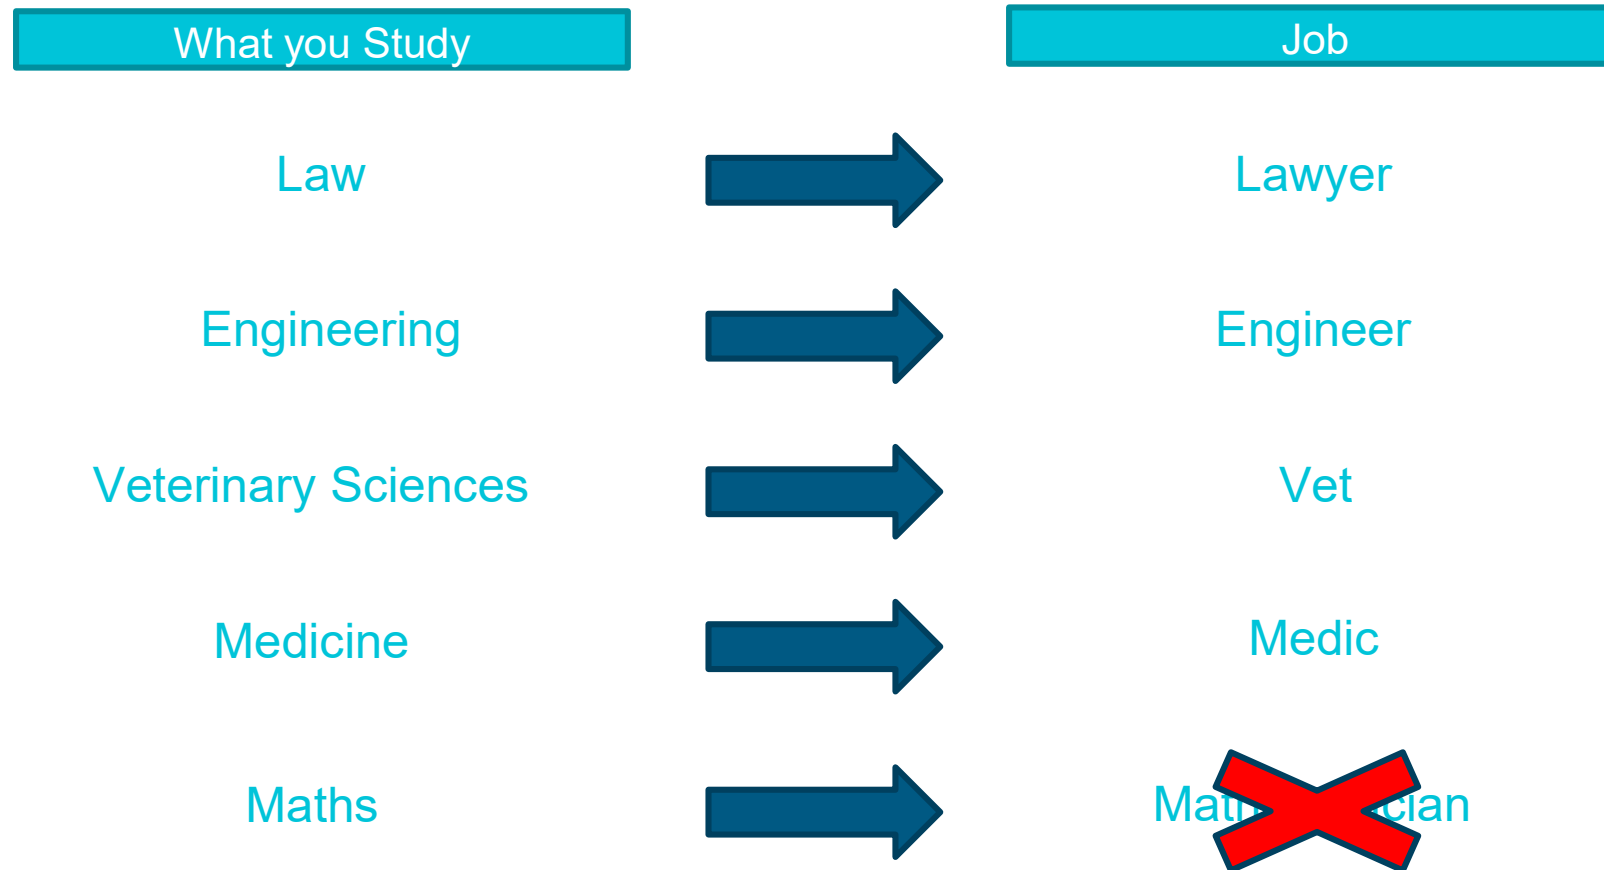 What you Study
Job
Law
Lawyer
Engineering
Engineer
Veterinary Sciences
Vet
Medicine
Medic
Maths